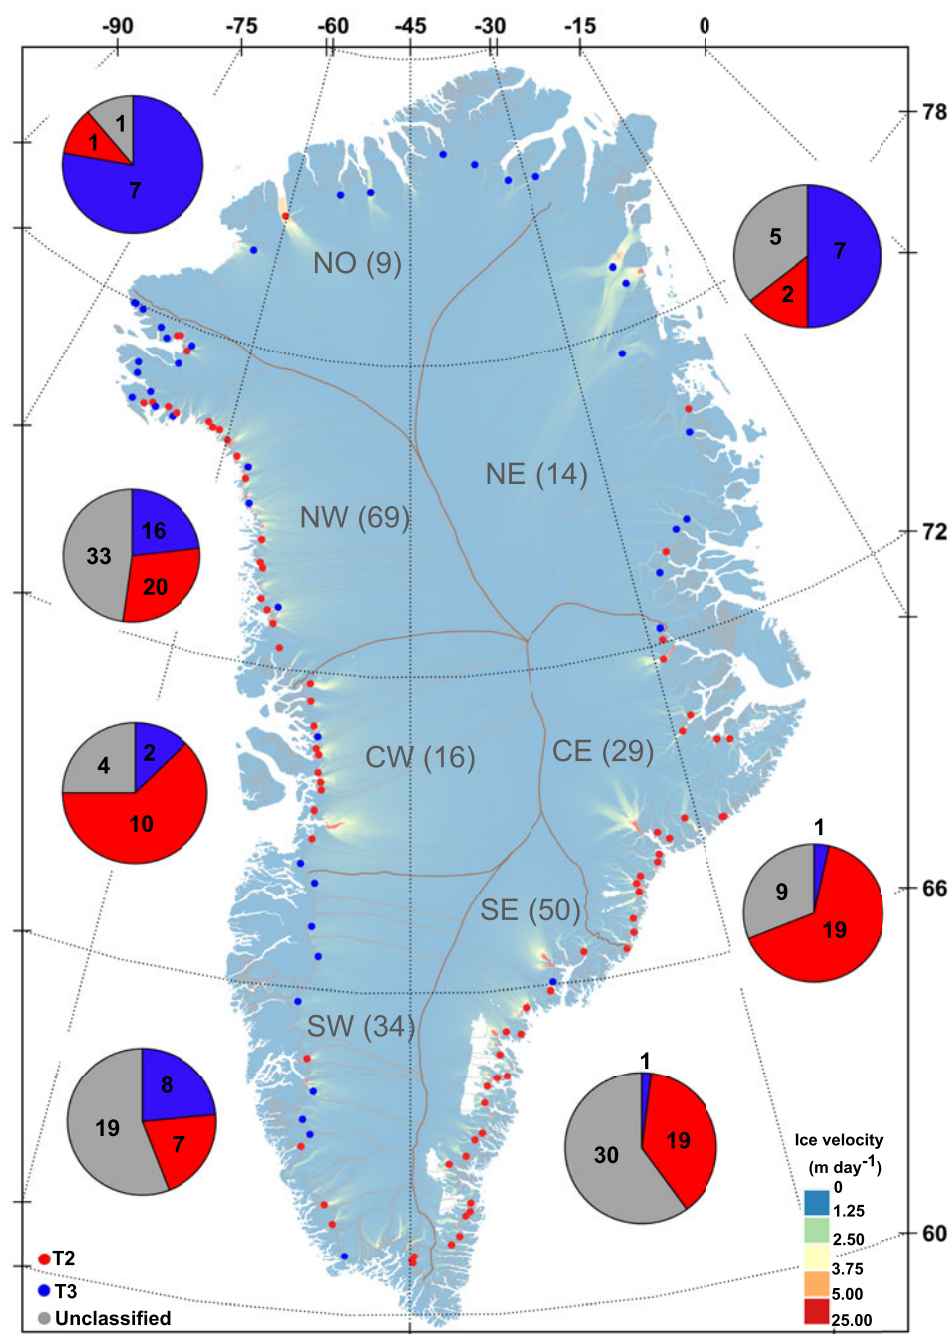 -90 -75 -60 -45 -30 -15 0
78
1
1
7
5
7
2
NO (9)
NE (14)
NW (69)
72
16
33
20
CW (16)
CE (29)
2
4
10
1
9
19
66
SE (50)
SW (34)
1
8
19
7
19
30
Ice velocity
(m day-1)
0
1.25
2.50
3.75
5.00
25.00
60
T2
T3
Unclassified